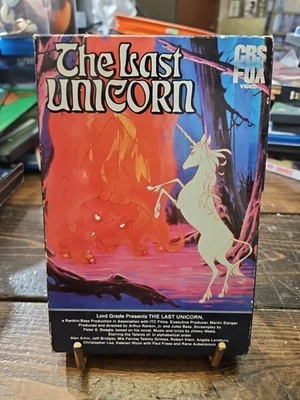 The Last
UNICORN
CBS
FOX
VIDEO
Lord Grade Presents THE LAST UNICORN,
a Rankin/Bass Production in Association with ITC Films. Executive Producer Martin Starger.
Produced and directed by Arthur Rankin, Jr. and Jules Bass. Screenplay by
Peter S. Beagle, based on his novel. Music and lyrics by Jimmy Webb.
Starring the Talents of, in alphabetical order
Alan Arkin, Jeff Bridges, Mia Farrow, Tammy Grimes, Robert Klein, Angela Lansbury,
Christopher Lee, Keenan Wynn with Paul Frees and Rene Auberjonois